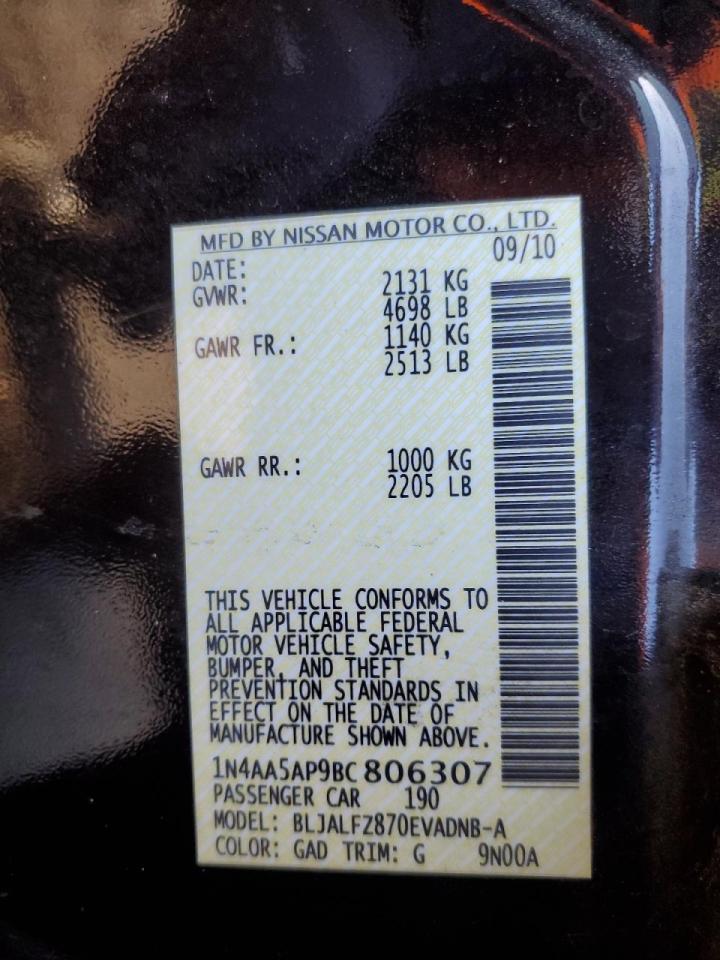 MFD BY NISSAN MOTOR CO., LTD.
DATE: 09/10
GVWR: 2131 KG
4698 LB
GAWR FR.: 1140 KG
2513 LB
GAWR RR.: 1000 KG
2205 LB
THIS VEHICLE CONFORMS TO
ALL APPLICABLE FEDERAL
MOTOR VEHICLE SAFETY,
BUMPER, AND THEFT
PREVENTION STANDARDS IN
EFFECT ON THE DATE OF
MANUFACTURE SHOWN ABOVE.
1N4AA5AP9BC806307
PASSENGER CAR 190
MODEL: BLJALFZ870EVADNB-A
COLOR: GAD TRIM: G 9N00A